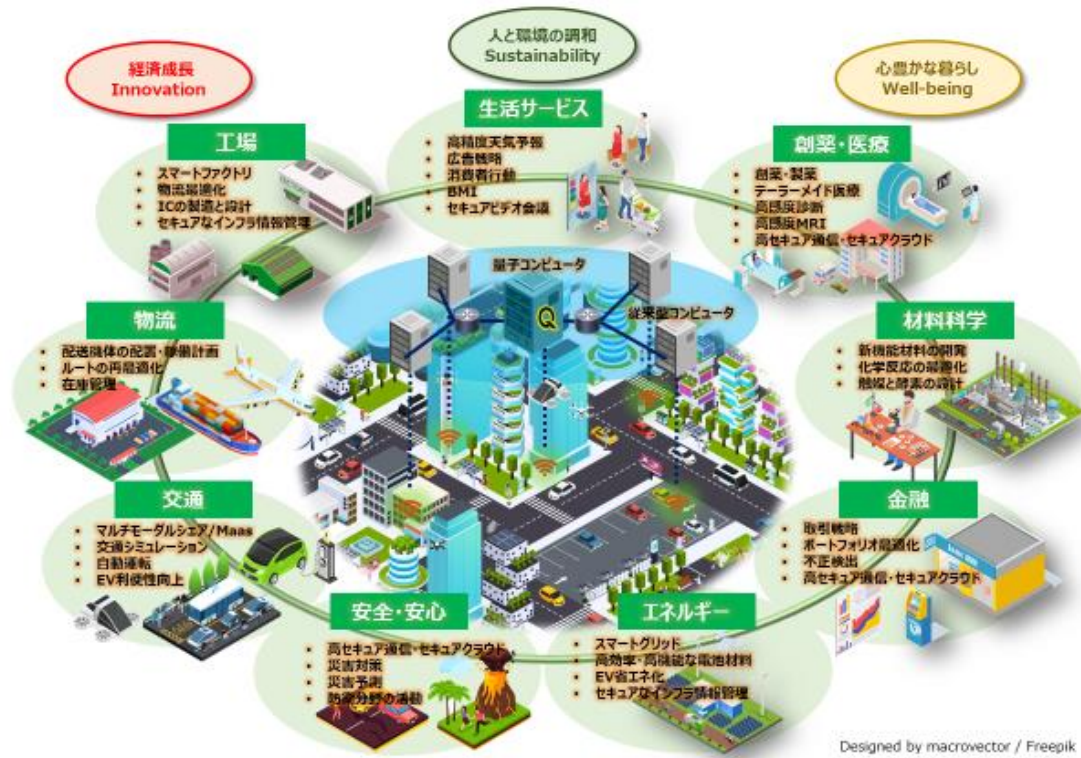 人と環境の調和
Sustainability
経済成長
Innovation
心豊かな暮らし
Well-being
生活サービス
高精度天気予報
広告戦略
消費者行動
BMI
セキュアビデオ会議
工場
スマートファクトリ
物流最適化
ICの製造と設計
セキュアなインフラ情報管理
創薬・医療
創薬・製薬
テーラーメイド医療
高感度診断
高感度MRI
高セキュア通信・セキュアクラウド
量子コンピュータ
Q
従来型コンピュータ
物流
配送機体の配置・稼働計画
ルートの再最適化
在庫管理
材料科学
新機能材料の開発
化学反応の最適化
触媒と酵素の設計
交通
マルチモーダルシェア/Maas
交通シミュレーション
自動運転
EV利便性向上
金融
取引戦略
ポートフォリオ最適化
不正検出
高セキュア通信・セキュアクラウド
安全・安心
高セキュア通信・セキュアクラウド
災害対策
災害予測
防衛分野の活動
エネルギー
スマートグリッド
高効率・高機能な電池材料
EV省エネ化
セキュアなインフラ情報管理
Designed by macrovector / Freepik